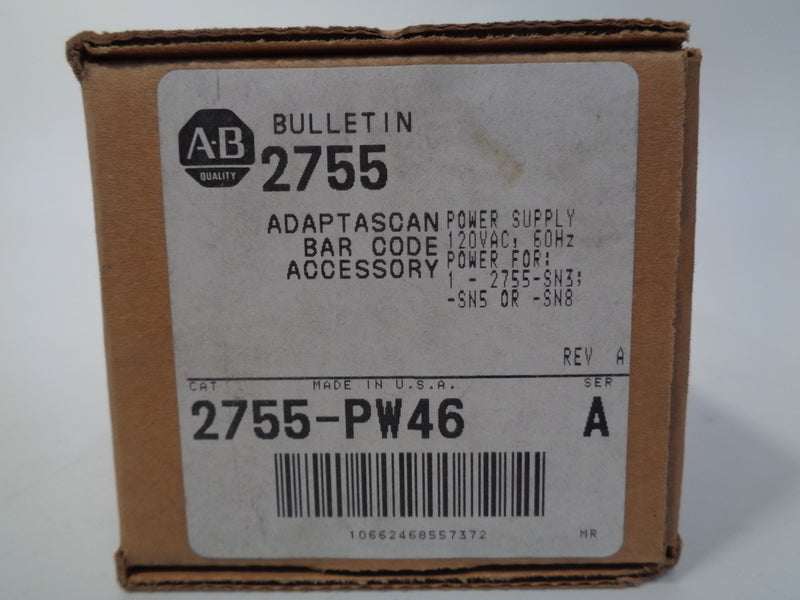 A-B
QUALITY
BULLETIN
2755
ADAPTASCAN
BAR CODE
ACCESSORY
POWER SUPPLY
120VAC; 60Hz
POWER FOR:
1 - 2755-SN3;
-SN5 OR -SN8
REV A
CAT MADE IN U.S.A. SER
2755-PW46 A
10662468557372 MR